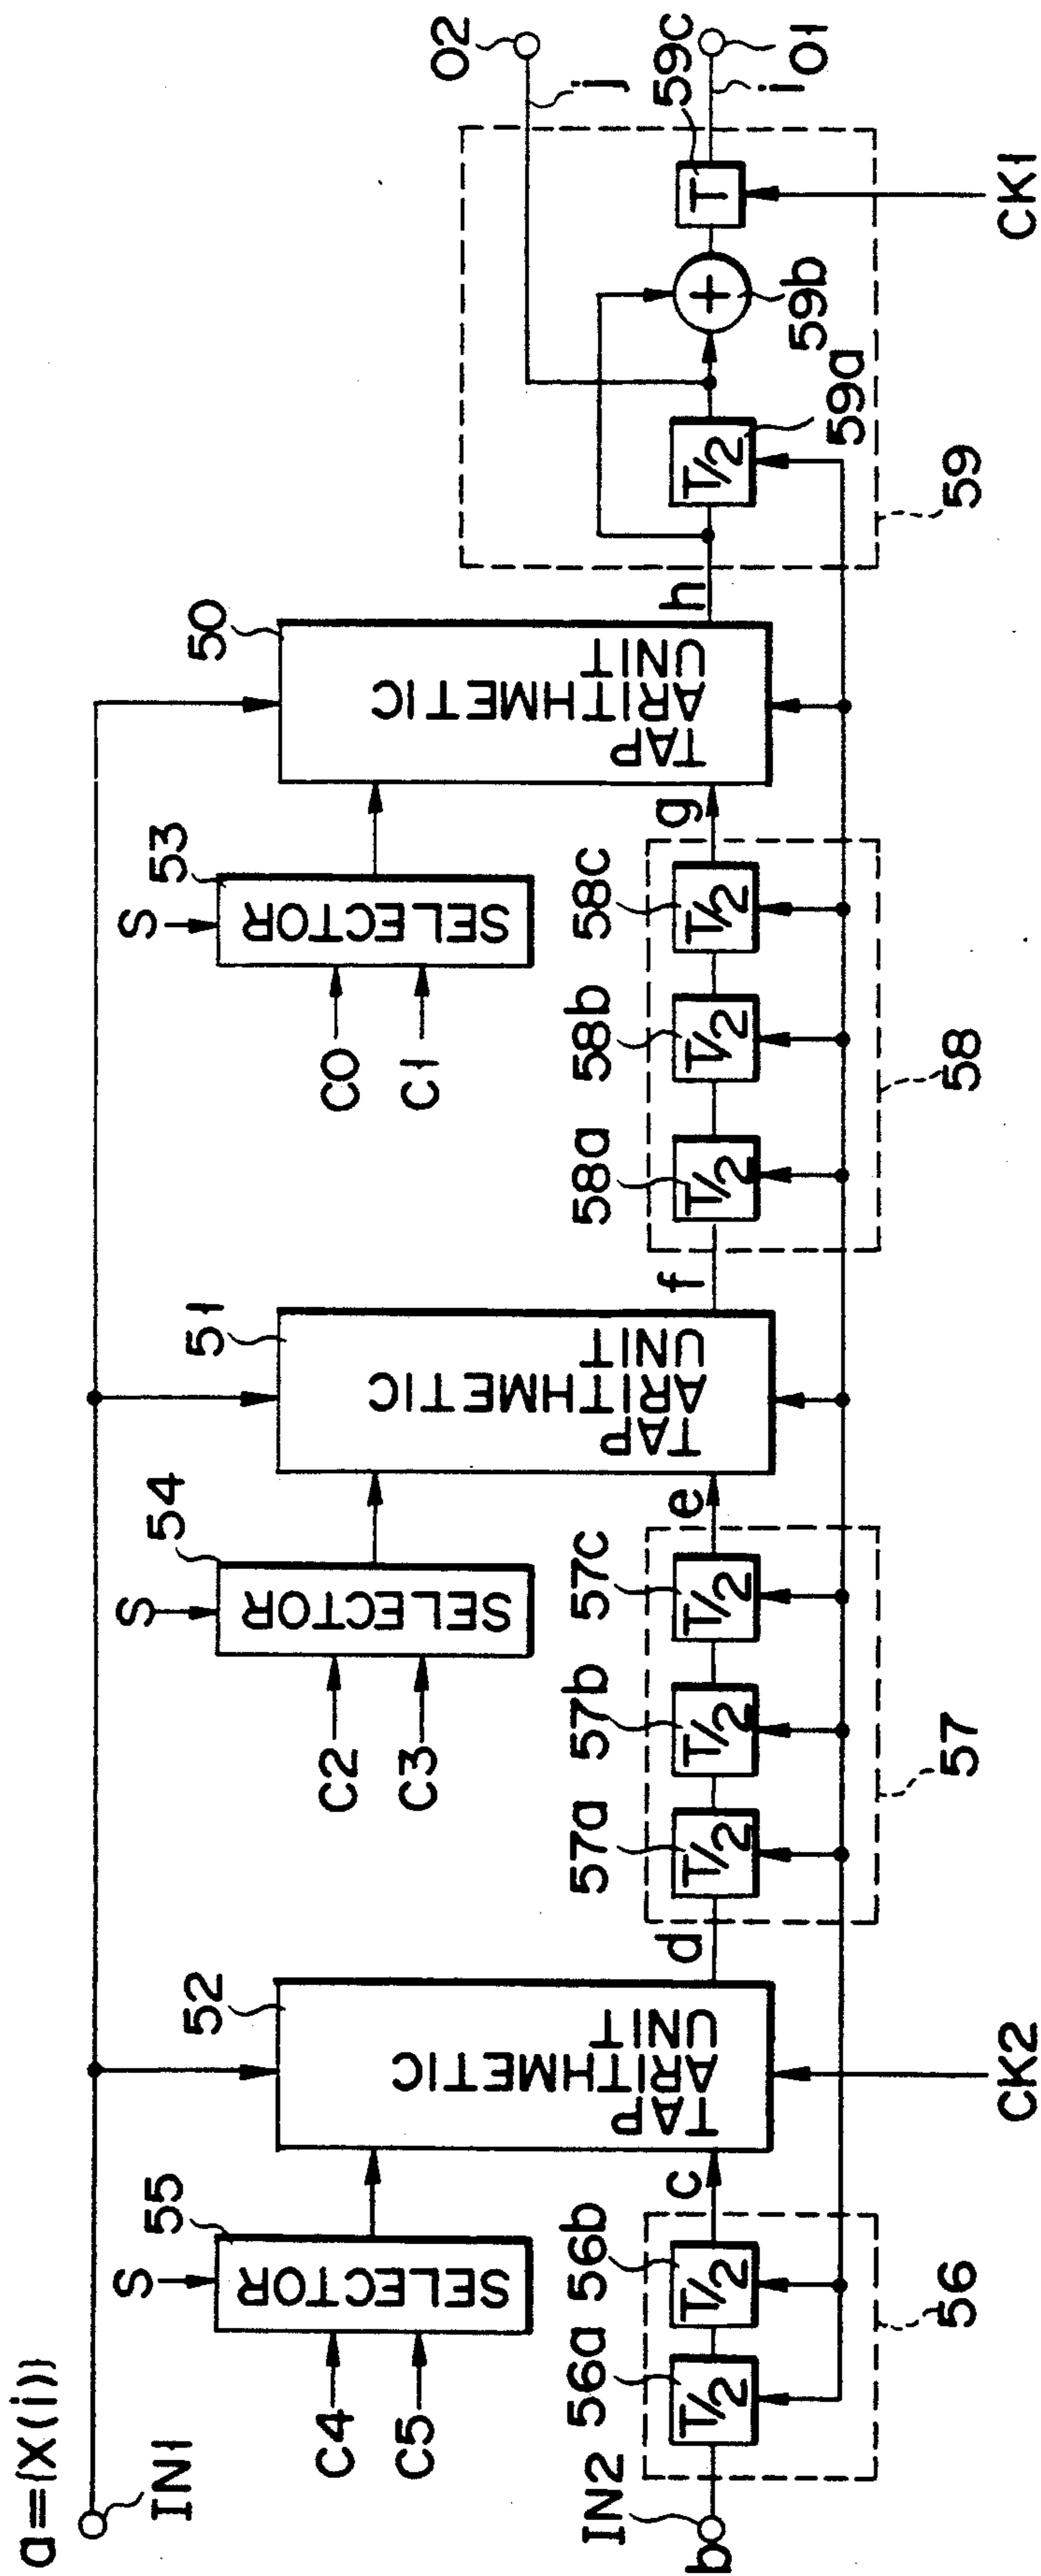 a={X(i)}
IN1
S
55
SELECTOR
C4
C5
52
TAP
ARITHMETIC
UNIT
S
54
SELECTOR
C2
C3
51
TAP
ARITHMETIC
UNIT
S
53
SELECTOR
C0
C1
50
TAP
ARITHMETIC
UNIT
b
IN2
56a
T/2
56b
T/2
56
c
CK2
d
57a
T/2
57b
T/2
57c
T/2
57
e
f
58a
T/2
58b
T/2
58c
T/2
58
g
h
T/2
59a
+
59b
T
59c
59
CK1
j
O2
i
O1